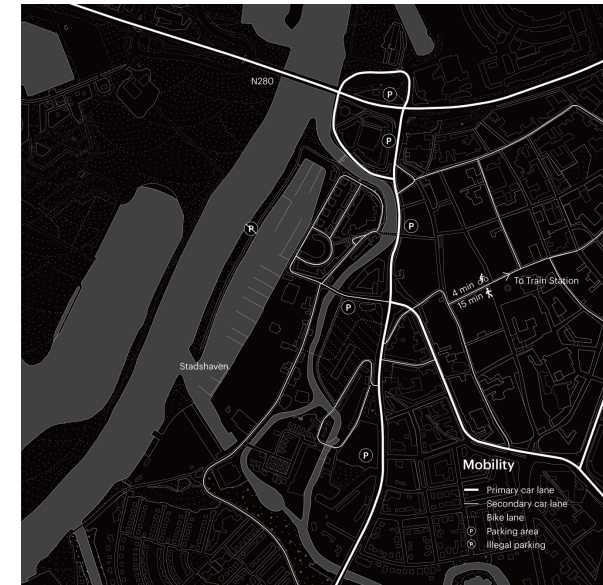 N280
P
P
P
P
4 min
15 min
To Train Station
P
Stadshaven
P
Mobility
Primary car lane
Secondary car lane
Bike lane
P Parking area
P Illegal parking